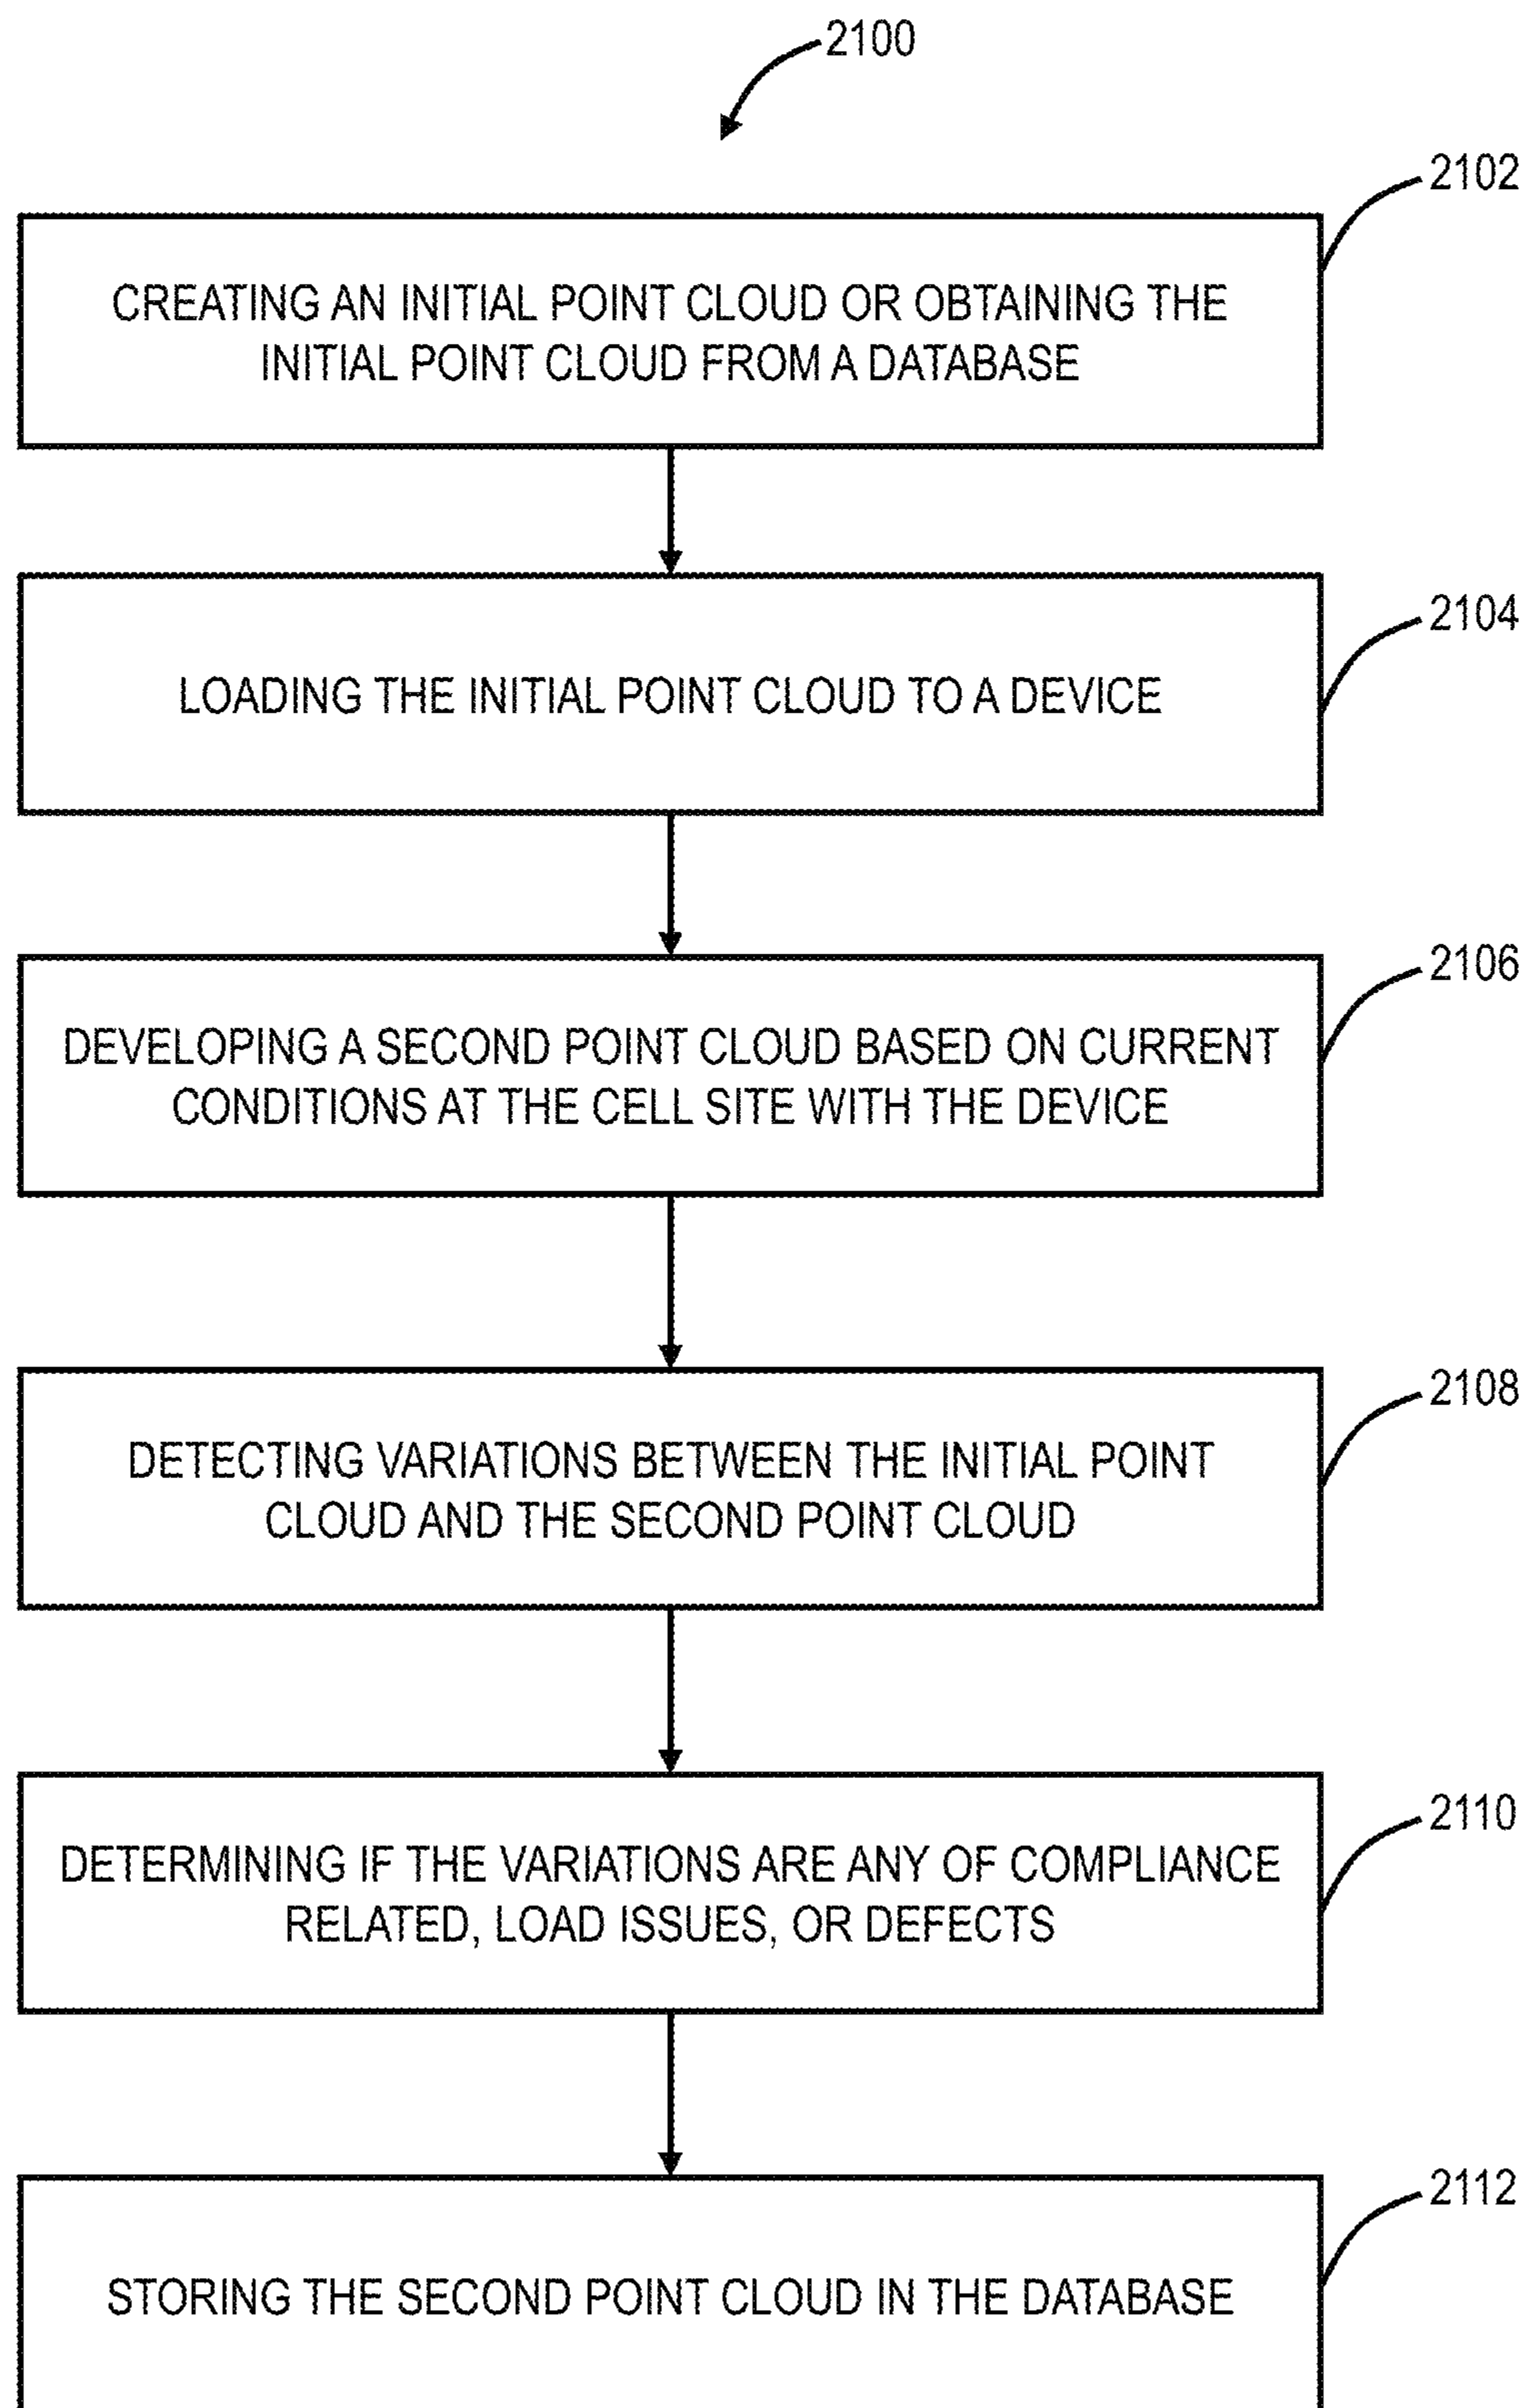 2100
2102
CREATING AN INITIAL POINT CLOUD OR OBTAINING THE
INITIAL POINT CLOUD FROM A DATABASE
2104
LOADING THE INITIAL POINT CLOUD TO A DEVICE
2106
DEVELOPING A SECOND POINT CLOUD BASED ON CURRENT
CONDITIONS AT THE CELL SITE WITH THE DEVICE
2108
DETECTING VARIATIONS BETWEEN THE INITIAL POINT
CLOUD AND THE SECOND POINT CLOUD
2110
DETERMINING IF THE VARIATIONS ARE ANY OF COMPLIANCE
RELATED, LOAD ISSUES, OR DEFECTS
2112
STORING THE SECOND POINT CLOUD IN THE DATABASE